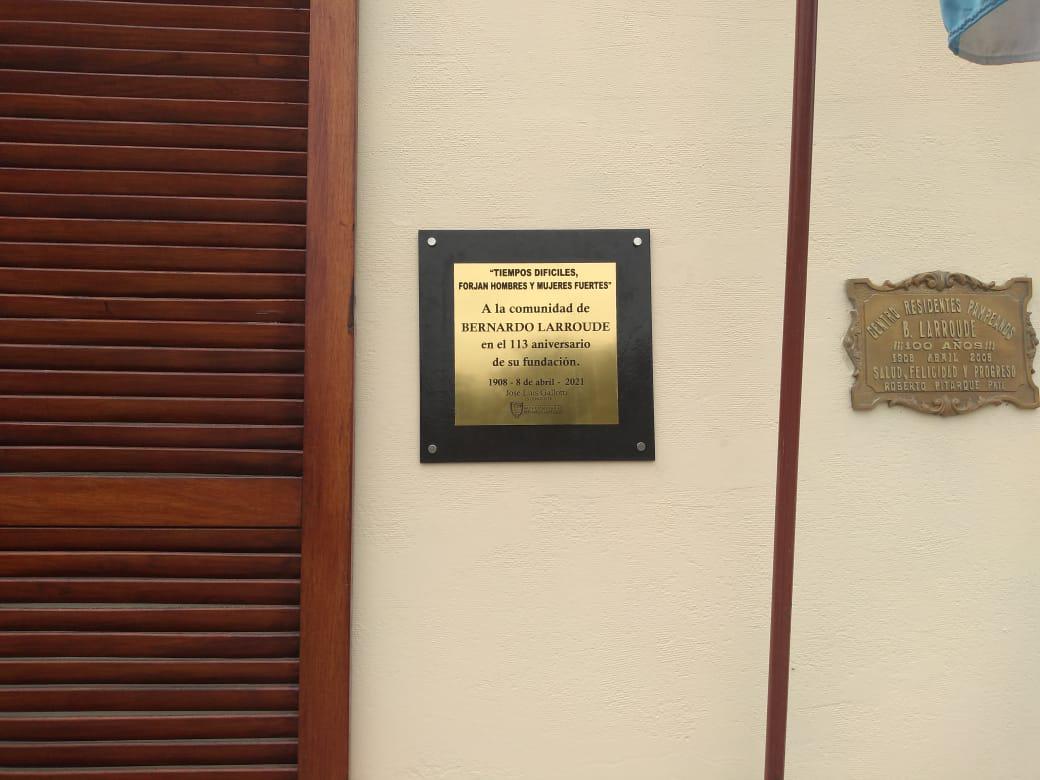 "TIEMPOS DIFICILES,
FORJAN HOMBRES Y MUJERES FUERTES"
A la comunidad de
BERNARDO LARROUDE
en el 113 aniversario
de su fundación.
1908 - 8 de abril - 2021
José Luis Gallotti
CENTRO RESIDENTES PAMPEANOS
B. LARROUDE
¡¡¡100 AÑOS!!!
1908 ABRIL 2008
SALUD, FELICIDAD Y PROGRESO
ROBERTO PITARQUE